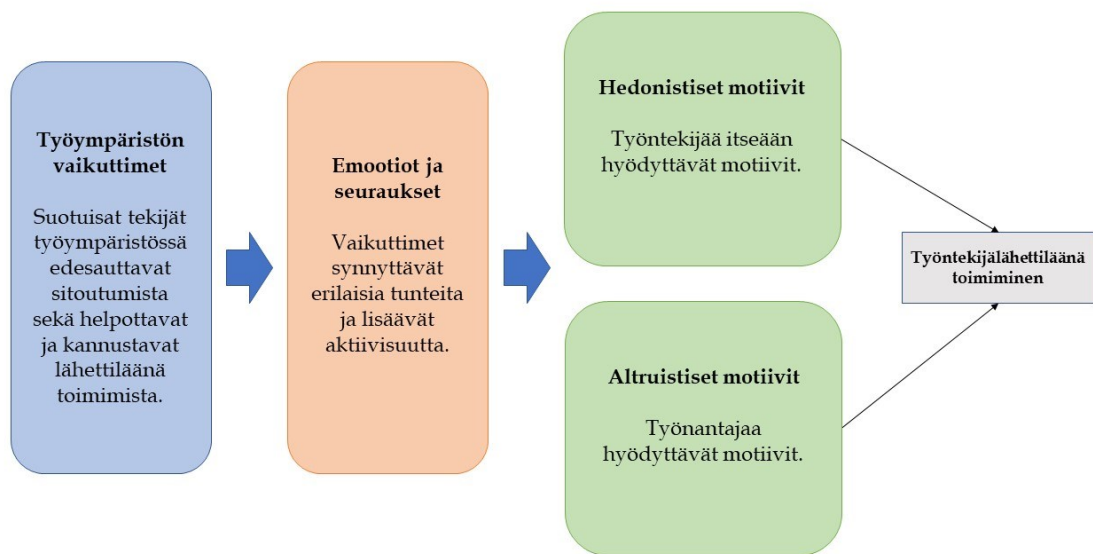 Työympäristön
vaikuttimet
Suotuisat tekijät
työympäristössä
edesauttavat
sitoutumista
sekä helpottavat
ja kannustavat
lähettiläänä
toimimista.
Emootiot ja
seuraukset
Vaikuttimet
synnyttävät
erilaisia tunteita
ja lisäävät
aktiivisuutta.
Hedonistiset motiivit
Työntekijää itseään
hyödyttävät motiivit.
Altruistiset motiivit
Työnantajaa
hyödyttävät motiivit.
Työntekijälähettiläänä
toimiminen